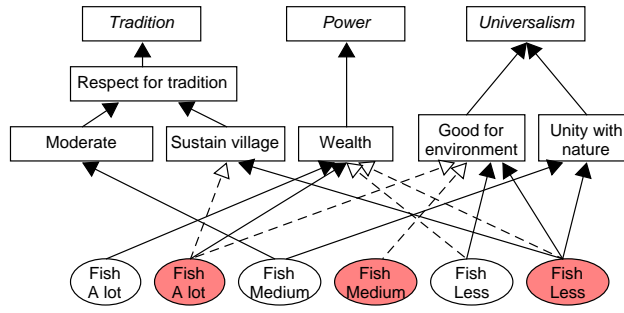 Tradition
Power
Universalism
Respect for tradition
Moderate
Sustain village
Wealth
Good for
environment
Unity with
nature
Fish
A lot
Fish
A lot
Fish
Medium
Fish
Medium
Fish
Less
Fish
Less